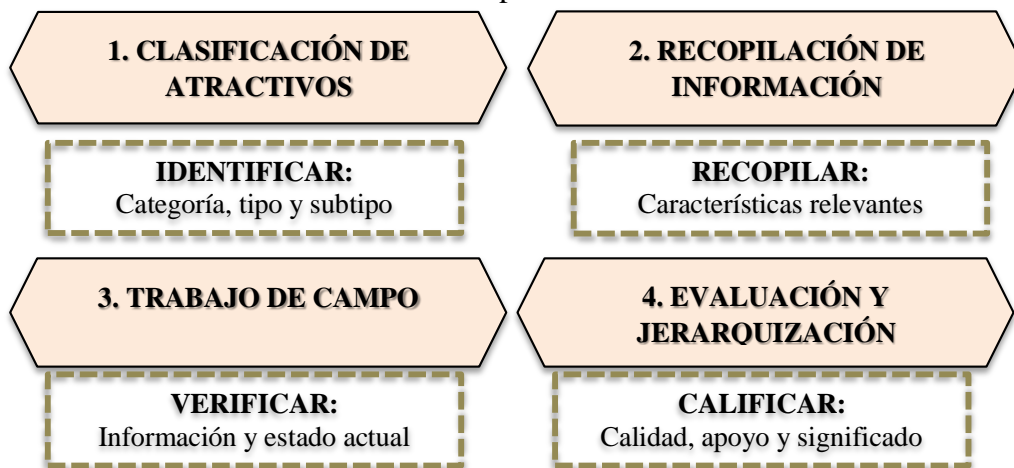 1. CLASIFICACIÓN DE
ATRACTIVOS
2. RECOPILACIÓN DE
INFORMACIÓN
IDENTIFICAR:
Categoría, tipo y subtipo
RECOPILAR:
Características relevantes
3. TRABAJO DE CAMPO
4. EVALUACIÓN Y
JERARQUIZACIÓN
VERIFICAR:
Información y estado actual
CALIFICAR:
Calidad, apoyo y significado